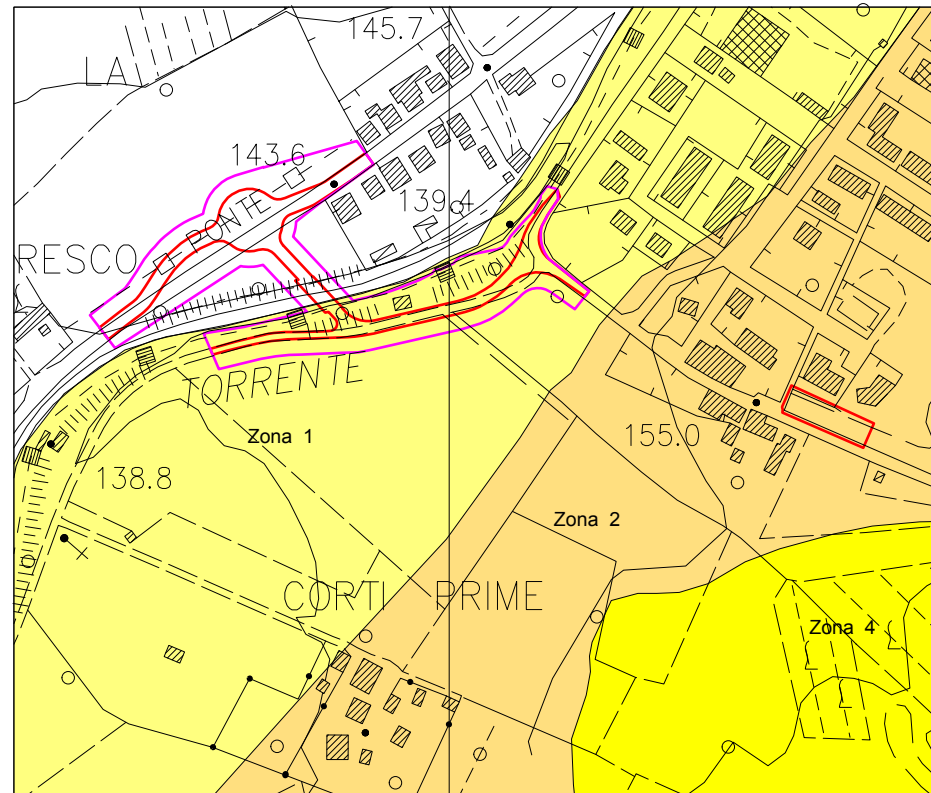 145.7
LA
143.6
PONTE
139.4
RESCO
TORRENTE
Zona 1
155.0
138.8
Zona 2
CORTI PRIME
Zona 4